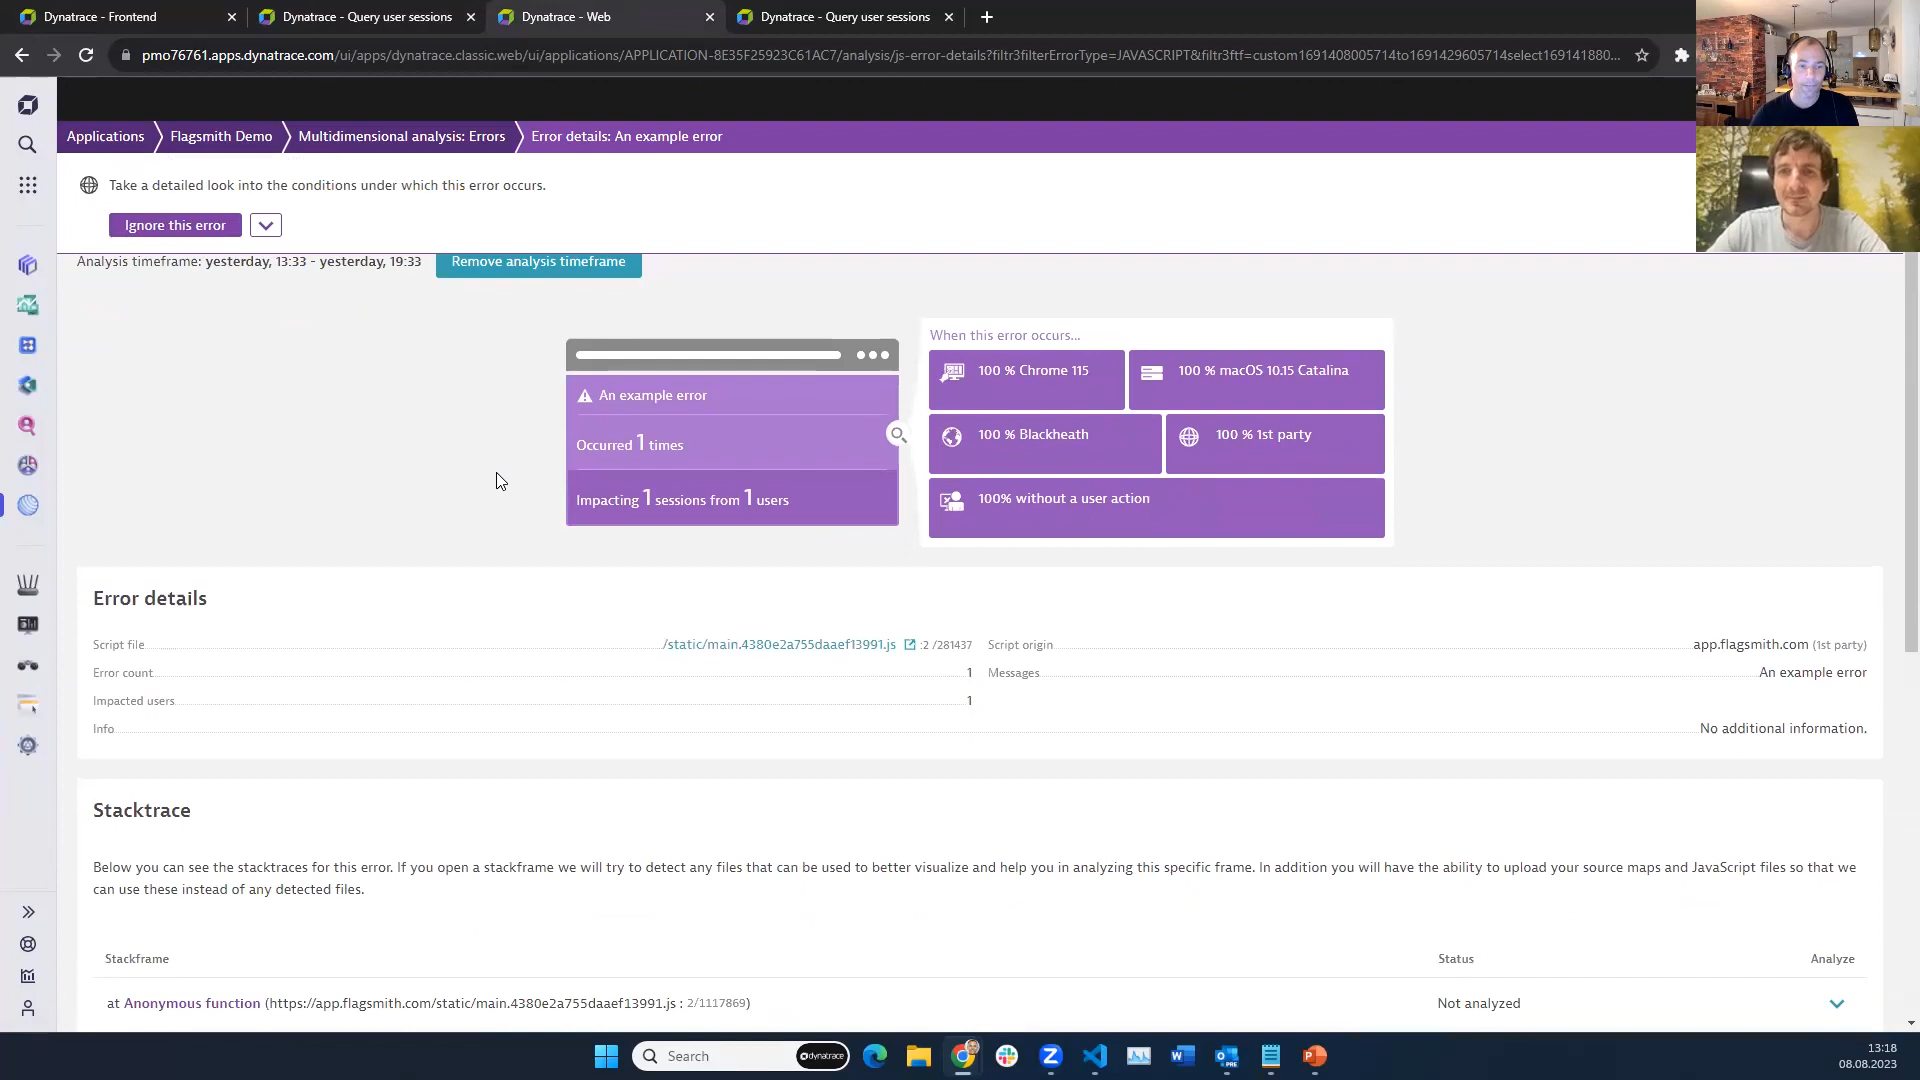 Dynatrace - Frontend
Dynatrace - Query user sessions
Dynatrace - Web
Dynatrace - Query user sessions
pmo76761.apps.dynatrace.com/ui/apps/dynatrace.classic.web/ui/applications/APPLICATION-8E35F25923C61AC7/analysis/js-error-details?filtr3filterErrorType=JAVASCRIPT&filtr3ftf=custom1691408005714to1691429605714select169141880...
Applications
Flagsmith Demo
Multidimensional analysis: Errors
Error details: An example error
Take a detailed look into the conditions under which this error occurs.
Ignore this error
Analysis timeframe: yesterday, 13:33 - yesterday, 19:33
Remove analysis timeframe
When this error occurs...
An example error
Occurred 1 times
Impacting 1 sessions from 1 users
100 % Chrome 115
100 % macOS 10.15 Catalina
100 % Blackheath
100 % 1st party
100% without a user action
Error details
Script file /static/main.4380e2a755daaef13991.js :2 /281437
Script origin app.flagsmith.com (1st party)
Error count 1
Messages An example error
Impacted users 1
Info No additional information.
Stacktrace
Below you can see the stacktraces for this error. If you open a stackframe we will try to detect any files that can be used to better visualize and help you in analyzing this specific frame. In addition you will have the ability to upload your source maps and JavaScript files so that we
can use these instead of any detected files.
Stackframe Status Analyze
at Anonymous function (https://app.flagsmith.com/static/main.4380e2a755daaef13991.js : 2/1117869) Not analyzed
Search
dynatrace
13:18
08.08.2023